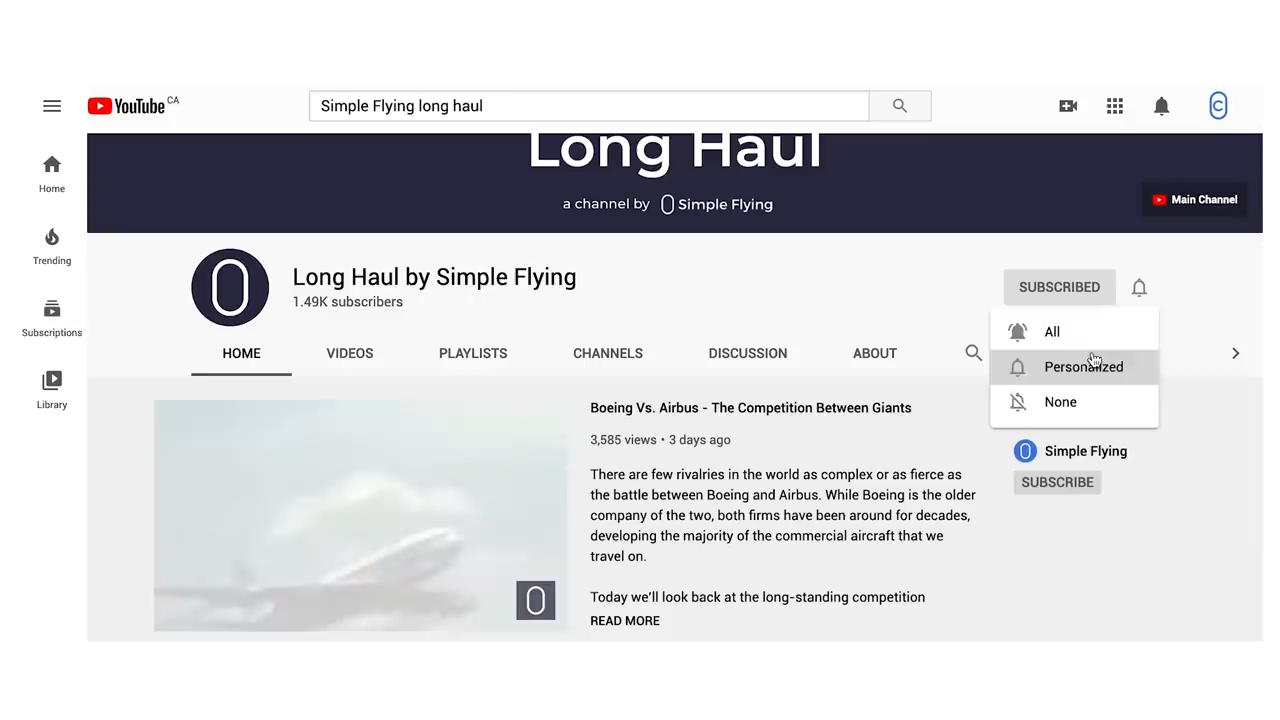 YouTube CA
Simple Flying long haul
C
Long Haul
a channel by Simple Flying
Main Channel
Home
Trending
Subscriptions
Library
Long Haul by Simple Flying
1.49K subscribers
SUBSCRIBED
All
Personalized
None
HOME VIDEOS PLAYLISTS CHANNELS DISCUSSION ABOUT
Boeing Vs. Airbus - The Competition Between Giants
3,585 views • 3 days ago
There are few rivalries in the world as complex or as fierce as
the battle between Boeing and Airbus. While Boeing is the older
company of the two, both firms have been around for decades,
developing the majority of the commercial aircraft that we
travel on.
Today we'll look back at the long-standing competition
READ MORE
Simple Flying
SUBSCRIBE